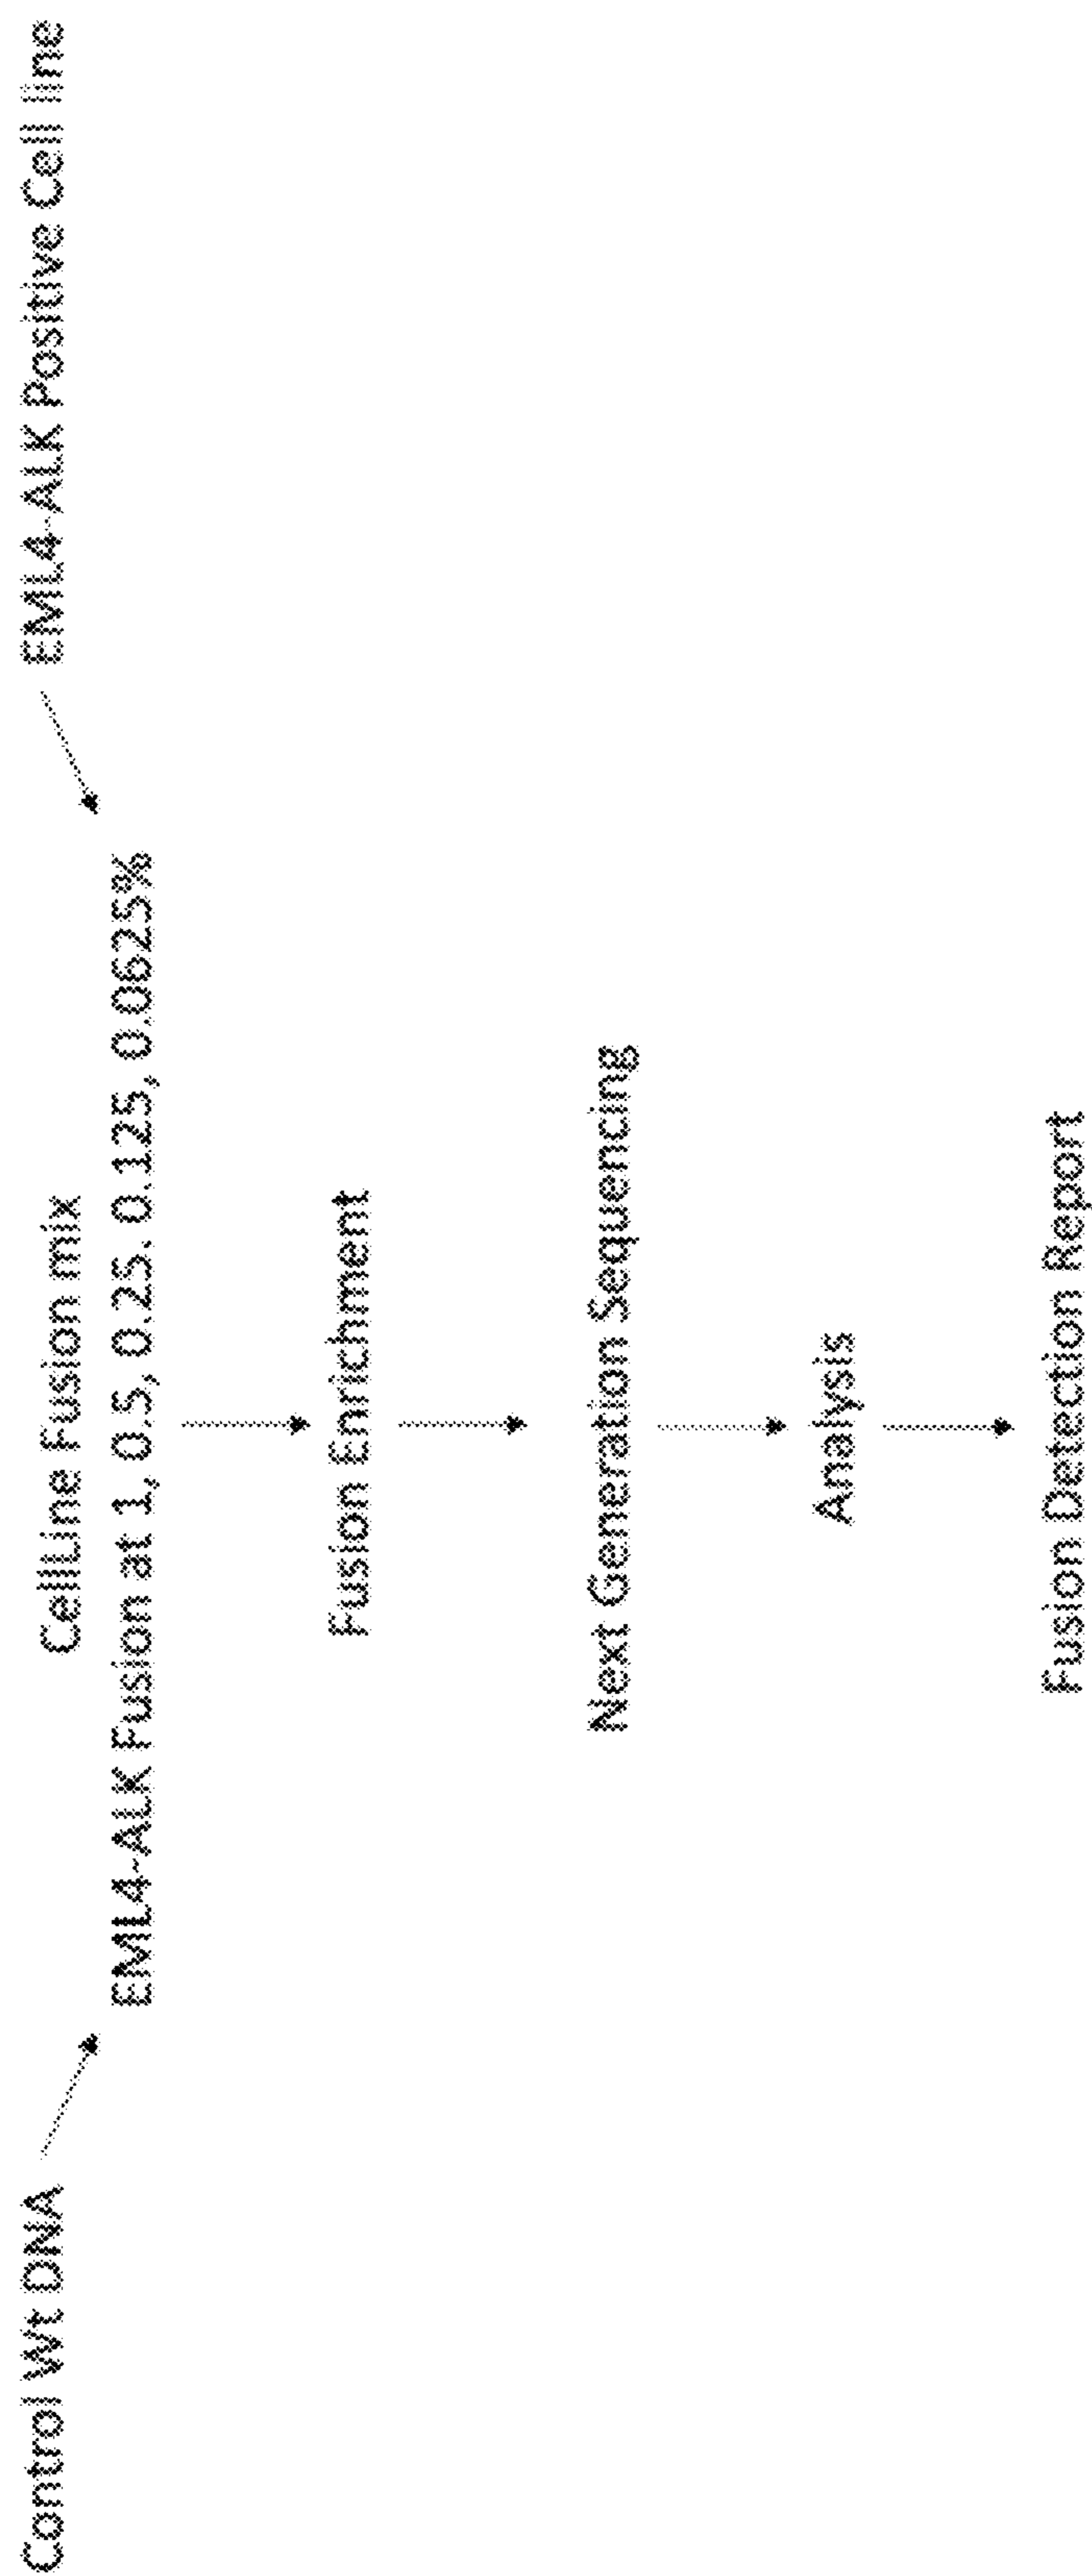 Control Wt DNA
EML4-ALK Positive Cell line
CellLine Fusion mix
EML4-ALK Fusion at 1, 0.5, 0.25. 0.125, 0.0625%
Fusion Enrichment
Next Generation Sequencing
Analysis
Fusion Detection Report